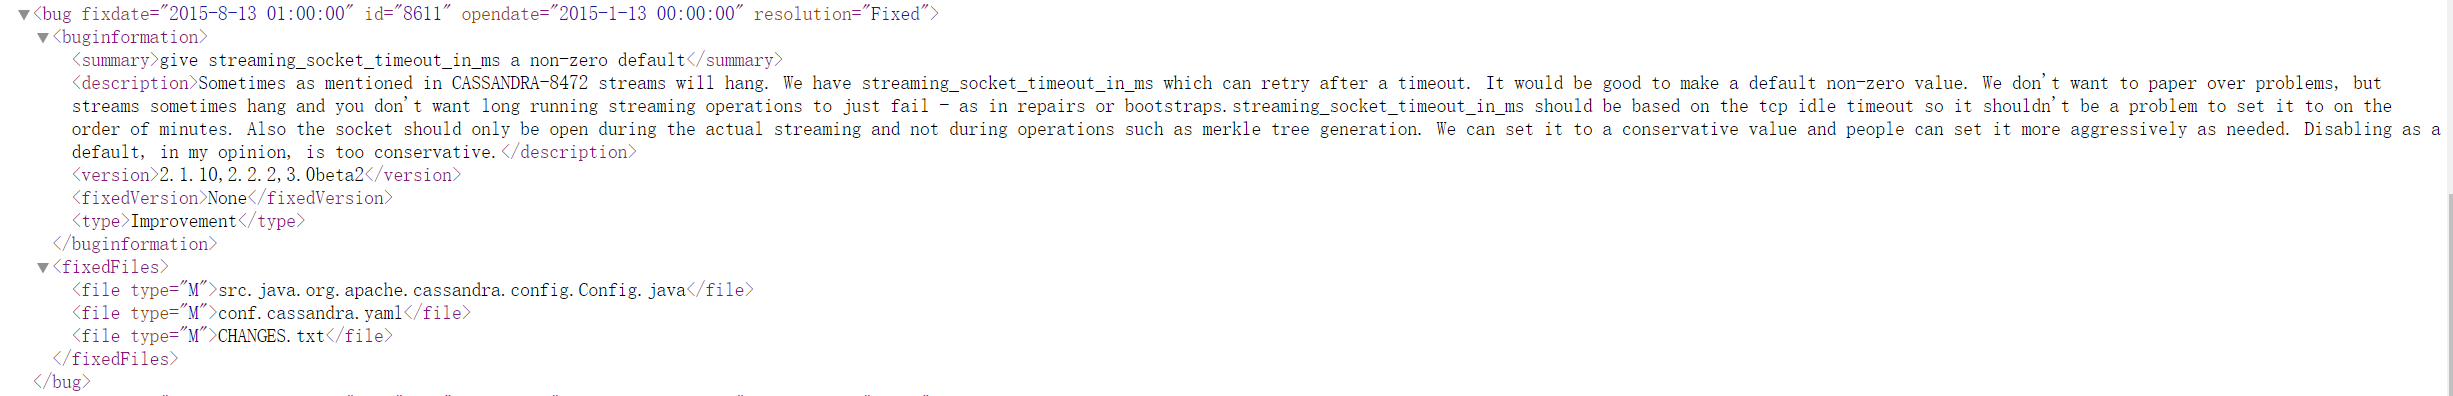 ▼<bug fixdate="2015-8-13 01:00:00" id="8611" opendate="2015-1-13 00:00:00" resolution="Fixed">
▼<buginformation>
<summary>give streaming_socket_timeout_in_ms a non-zero default</summary>
<description>Sometimes as mentioned in CASSANDRA-8472 streams will hang. We have streaming_socket_timeout_in_ms which can retry after a timeout. It would be good to make a default non-zero value. We don't want to paper over problems, but
streams sometimes hang and you don't want long running streaming operations to just fail - as in repairs or bootstraps.streaming_socket_timeout_in_ms should be based on the tcp idle timeout so it shouldn't be a problem to set it to on the
order of minutes. Also the socket should only be open during the actual streaming and not during operations such as merkle tree generation. We can set it to a conservative value and people can set it more aggressively as needed. Disabling as a
default, in my opinion, is too conservative.</description>
<version>2.1.10,2.2.2,3.0beta2</version>
<fixedVersion>None</fixedVersion>
<type>Improvement</type>
</buginformation>
▼<fixedFiles>
<file type="M">src.java.org.apache.cassandra.config.Config.java</file>
<file type="M">conf.cassandra.yaml</file>
<file type="M">CHANGES.txt</file>
</fixedFiles>
</bug>